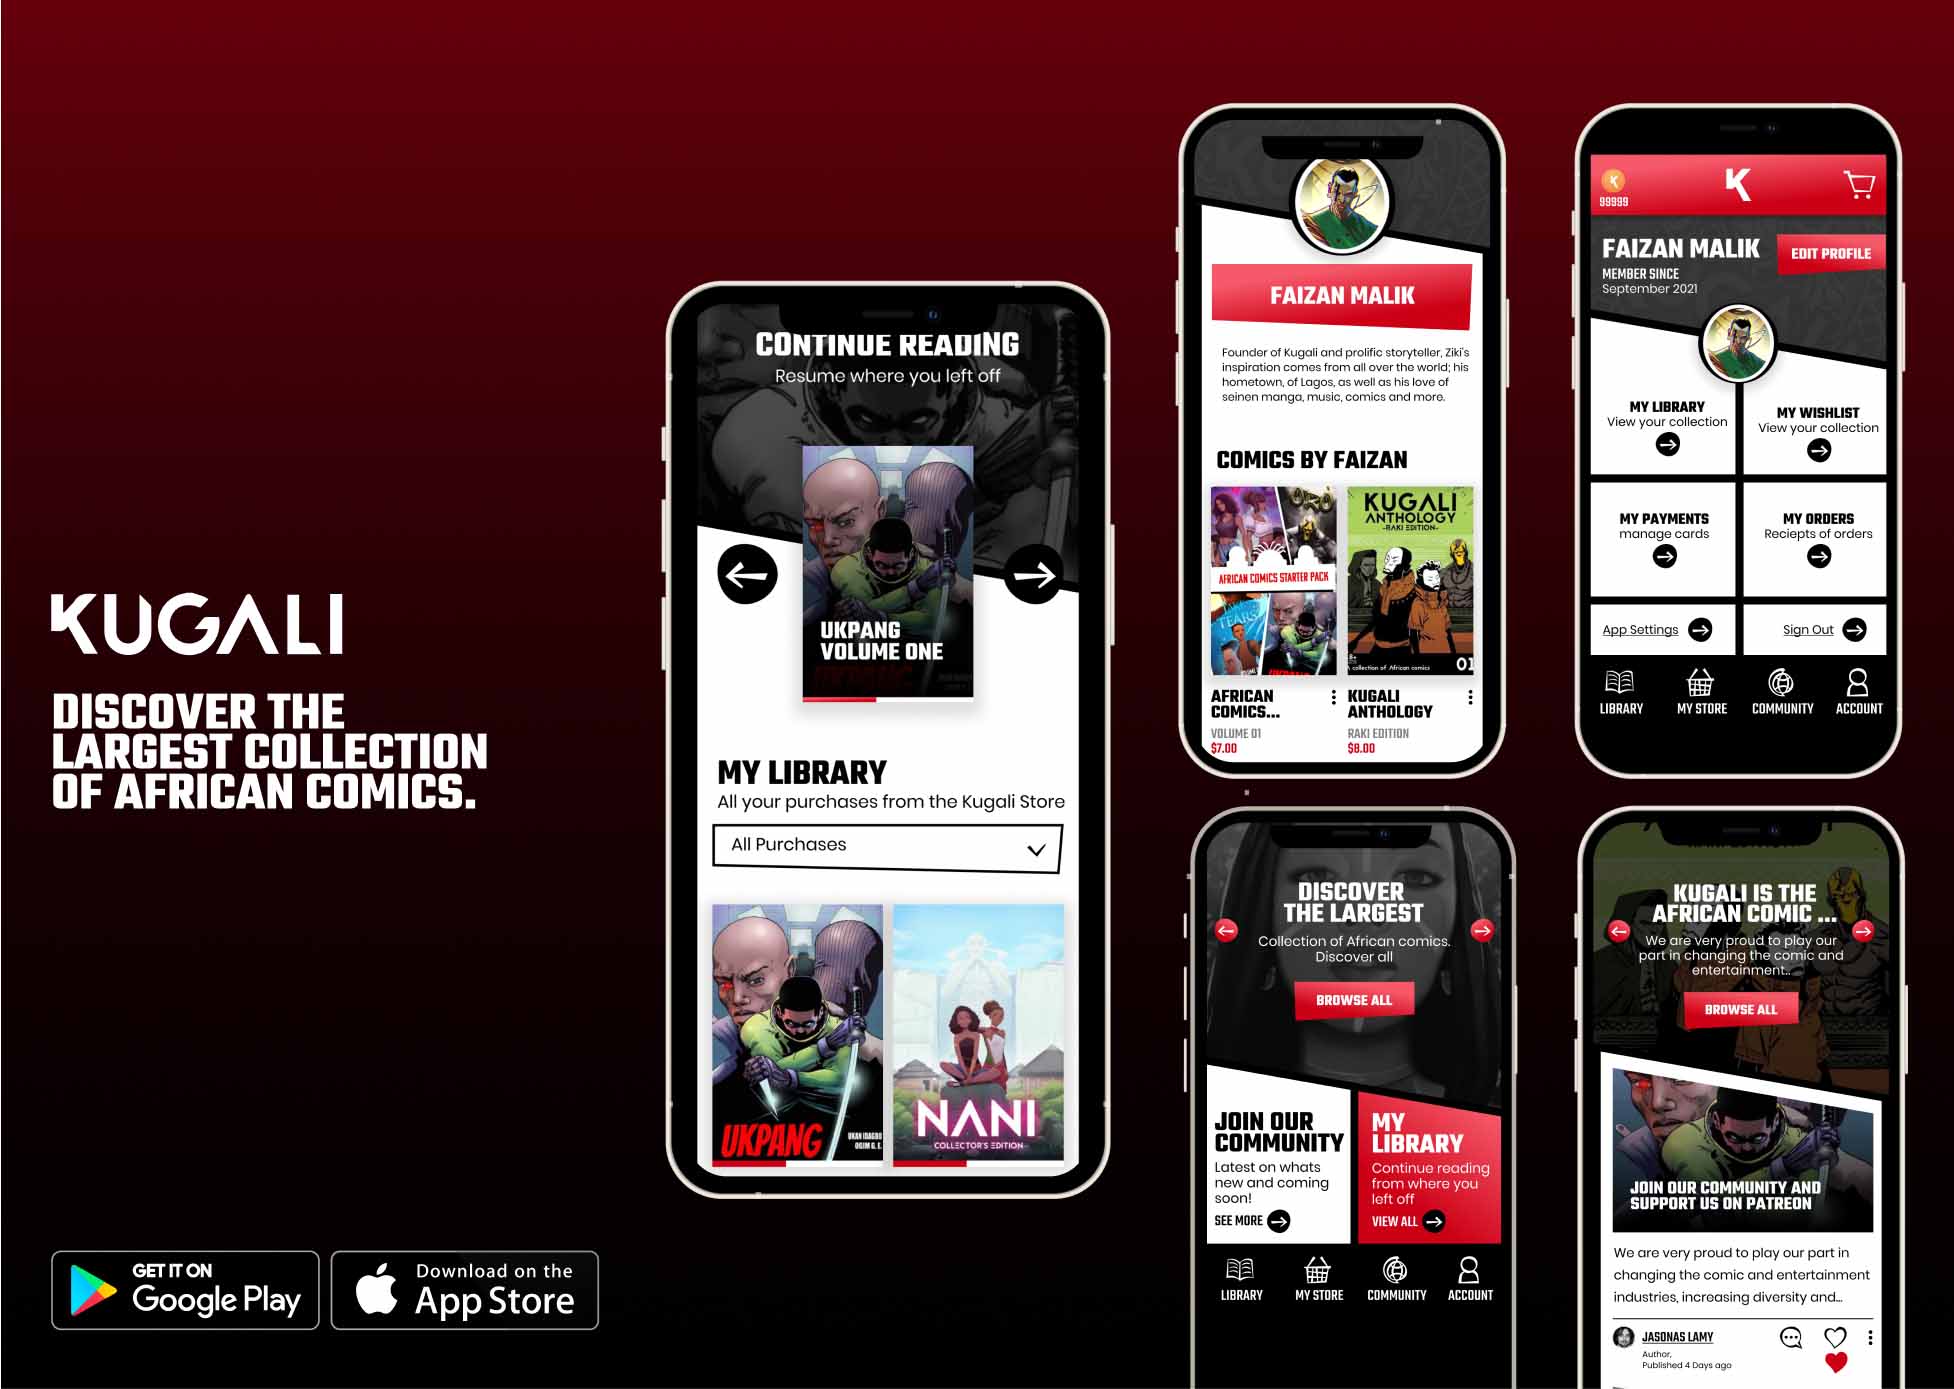 KUGALI
DISCOVER THE
LARGEST COLLECTION
OF AFRICAN COMICS.
GET IT ON
Google Play
Download on the
App Store
CONTINUE READING
Resume where you left off
UKPANG
VOLUME ONE
MY LIBRARY
All your purchases from the Kugali Store
All Purchases
UKPANG
UKAN IDAGBO
OGIM G. E.
NANI
COLLECTOR'S EDITION
FAIZAN MALIK
Founder of Kugali and prolific storyteller, Ziki's
inspiration comes from all over the world; his
hometown, of Lagos, as well as his love of
seinen manga, music, comics and more.
COMICS BY FAIZAN
ORO
AFRICAN COMICS STARTER PACK
TEARS
UKPANG
KUGALI
ANTHOLOGY
-RAKI EDITION-
8+
A collection of African comics
01
AFRICAN
COMICS...
VOLUME 01
$7.00
KUGALI
ANTHOLOGY
RAKI EDITION
$8.00
K
99999
K
FAIZAN MALIK
EDIT PROFILE
MEMBER SINCE
September 2021
MY LIBRARY
View your collection
MY WISHLIST
View your collection
MY PAYMENTS
manage cards
MY ORDERS
Reciepts of orders
App Settings
Sign Out
LIBRARY
MY STORE
COMMUNITY
ACCOUNT
DISCOVER
THE LARGEST
Collection of African comics.
Discover all
BROWSE ALL
JOIN OUR
COMMUNITY
Latest on whats
new and coming
soon!
SEE MORE
MY
LIBRARY
Continue reading
from where you
left off
VIEW ALL
LIBRARY
MY STORE
COMMUNITY
ACCOUNT
KUGALI IS THE
AFRICAN COMIC ...
We are very proud to play our
part in changing the comic and
entertainment..
BROWSE ALL
JOIN OUR COMMUNITY AND
SUPPORT US ON PATREON
We are very proud to play our part in
changing the comic and entertainment
industries, increasing diversity and...
JASONAS LAMY
Author,
Published 4 Days ago